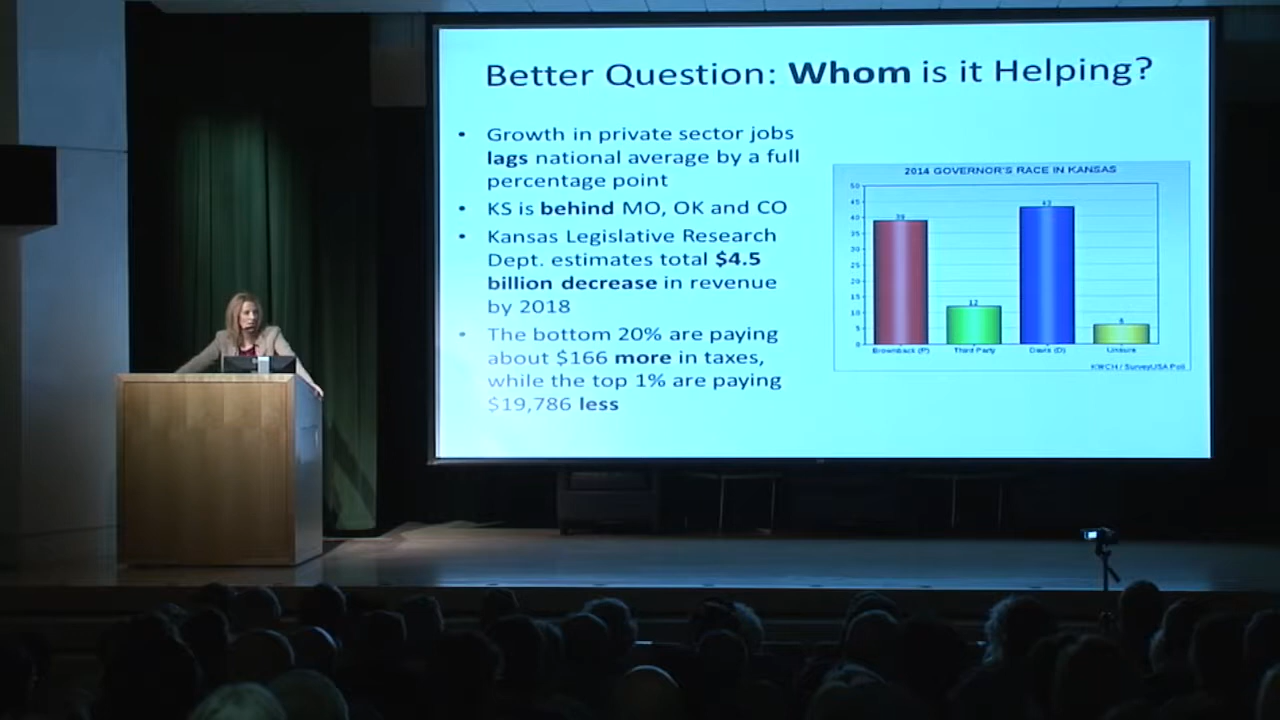 Better Question: Whom is it Helping?
• Growth in private sector jobs
lags national average by a full
percentage point
• KS is behind MO, OK and CO
• Kansas Legislative Research
Dept. estimates total $4.5
billion decrease in revenue
by 2018
• The bottom 20% are paying
about $166 more in taxes,
while the top 1% are paying
$19,786 less
2014 GOVERNOR'S RACE IN KANSAS
50
45
40
35
30
25
20
15
10
5
0
39
12
43
6
Brownback (R)
Third Party
Davis (D)
Unsure
KWCH / SurveyUSA Poll